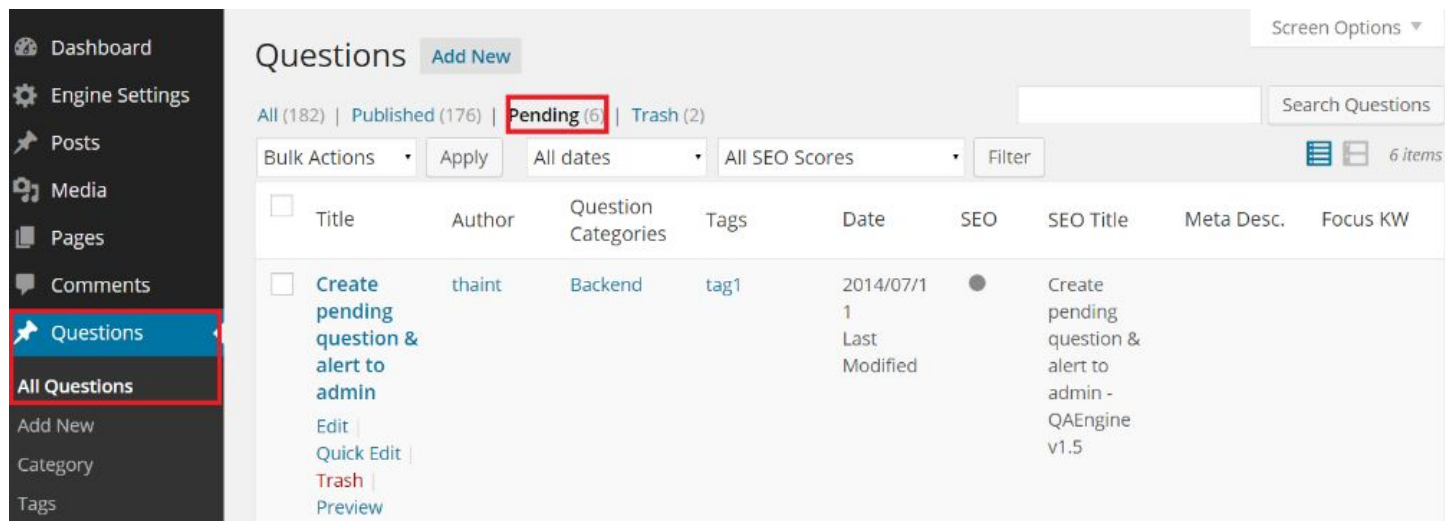 Dashboard
Engine Settings
Posts
Media
Pages
Comments
Questions
All Questions
Add New
Category
Tags
Screen Options
Questions Add New
All (182) | Published (176) | Pending (6) | Trash (2)
Search Questions
Bulk Actions Apply All dates All SEO Scores Filter 6 items
Title Author Question Categories Tags Date SEO SEO Title Meta Desc. Focus KW
Create
pending
question &
alert to
admin
Edit |
Quick Edit |
Trash |
Preview
thaint
Backend
tag1
2014/07/1
1
Last
Modified
Create
pending
question &
alert to
admin -
QAEngine
v1.5